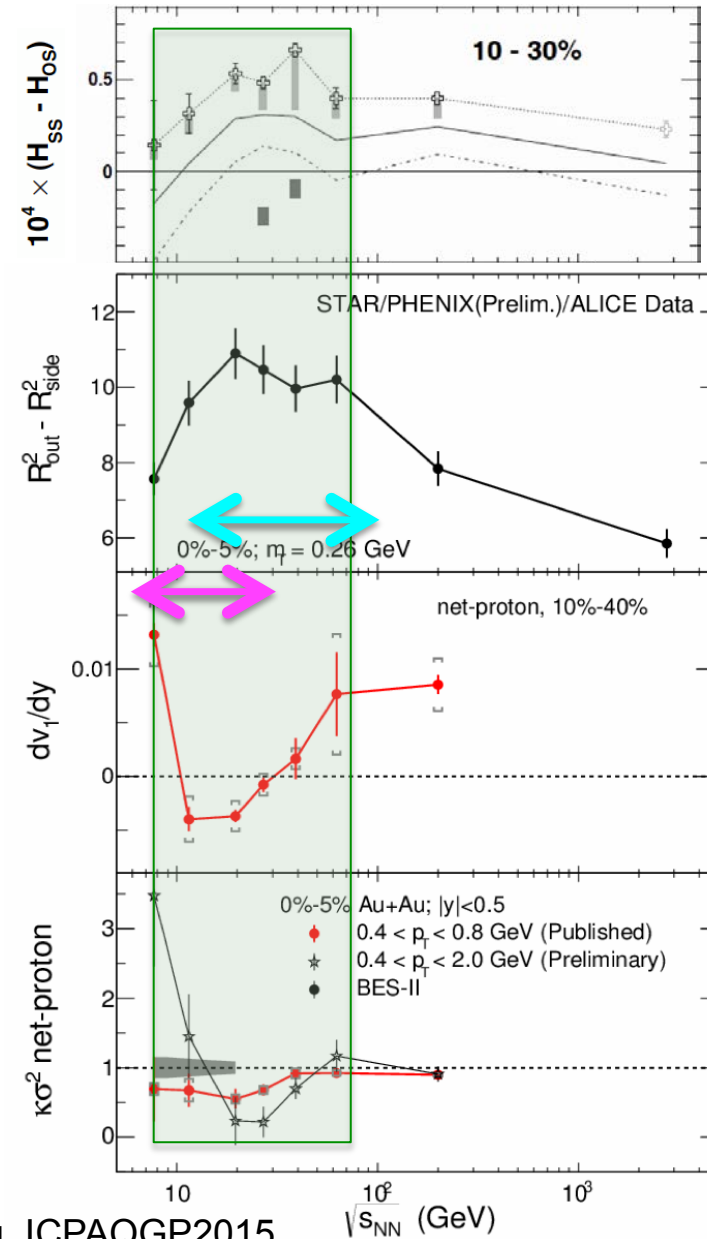 10 - 30%
10⁴ × (H_SS - H_OS)
0.5
0
STAR/PHENIX(Prelim.)/ALICE Data
R²_out - R²_side
12
10
8
6
0%-5%; m_T = 0.26 GeV
net-proton, 10%-40%
dv₁/dy
0.01
0
0%-5% Au+Au; |y|<0.5
0.4 < p_T < 0.8 GeV (Published)
0.4 < p_T < 2.0 GeV (Preliminary)
BES-II
κσ² net-proton
3
2
1
0
10 10² 10³
√s_NN (GeV)
ICPAQGP2015